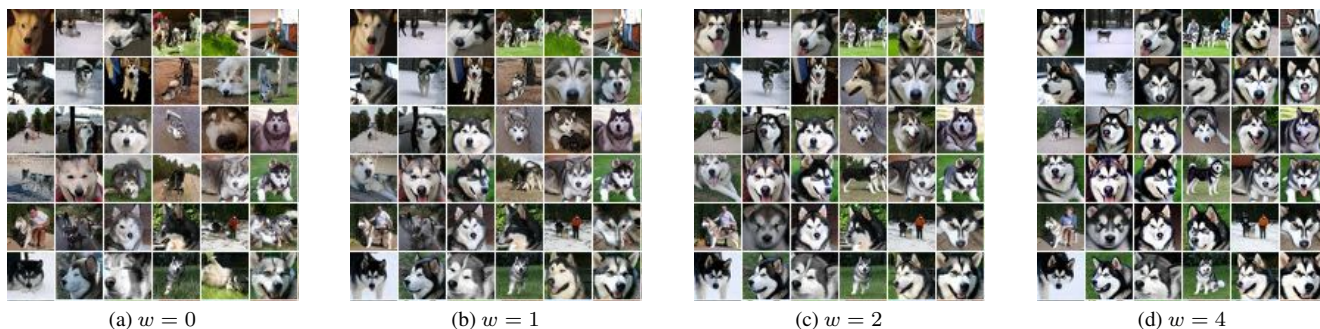 (a) w = 0
(b) w = 1
(c) w = 2
(d) w = 4